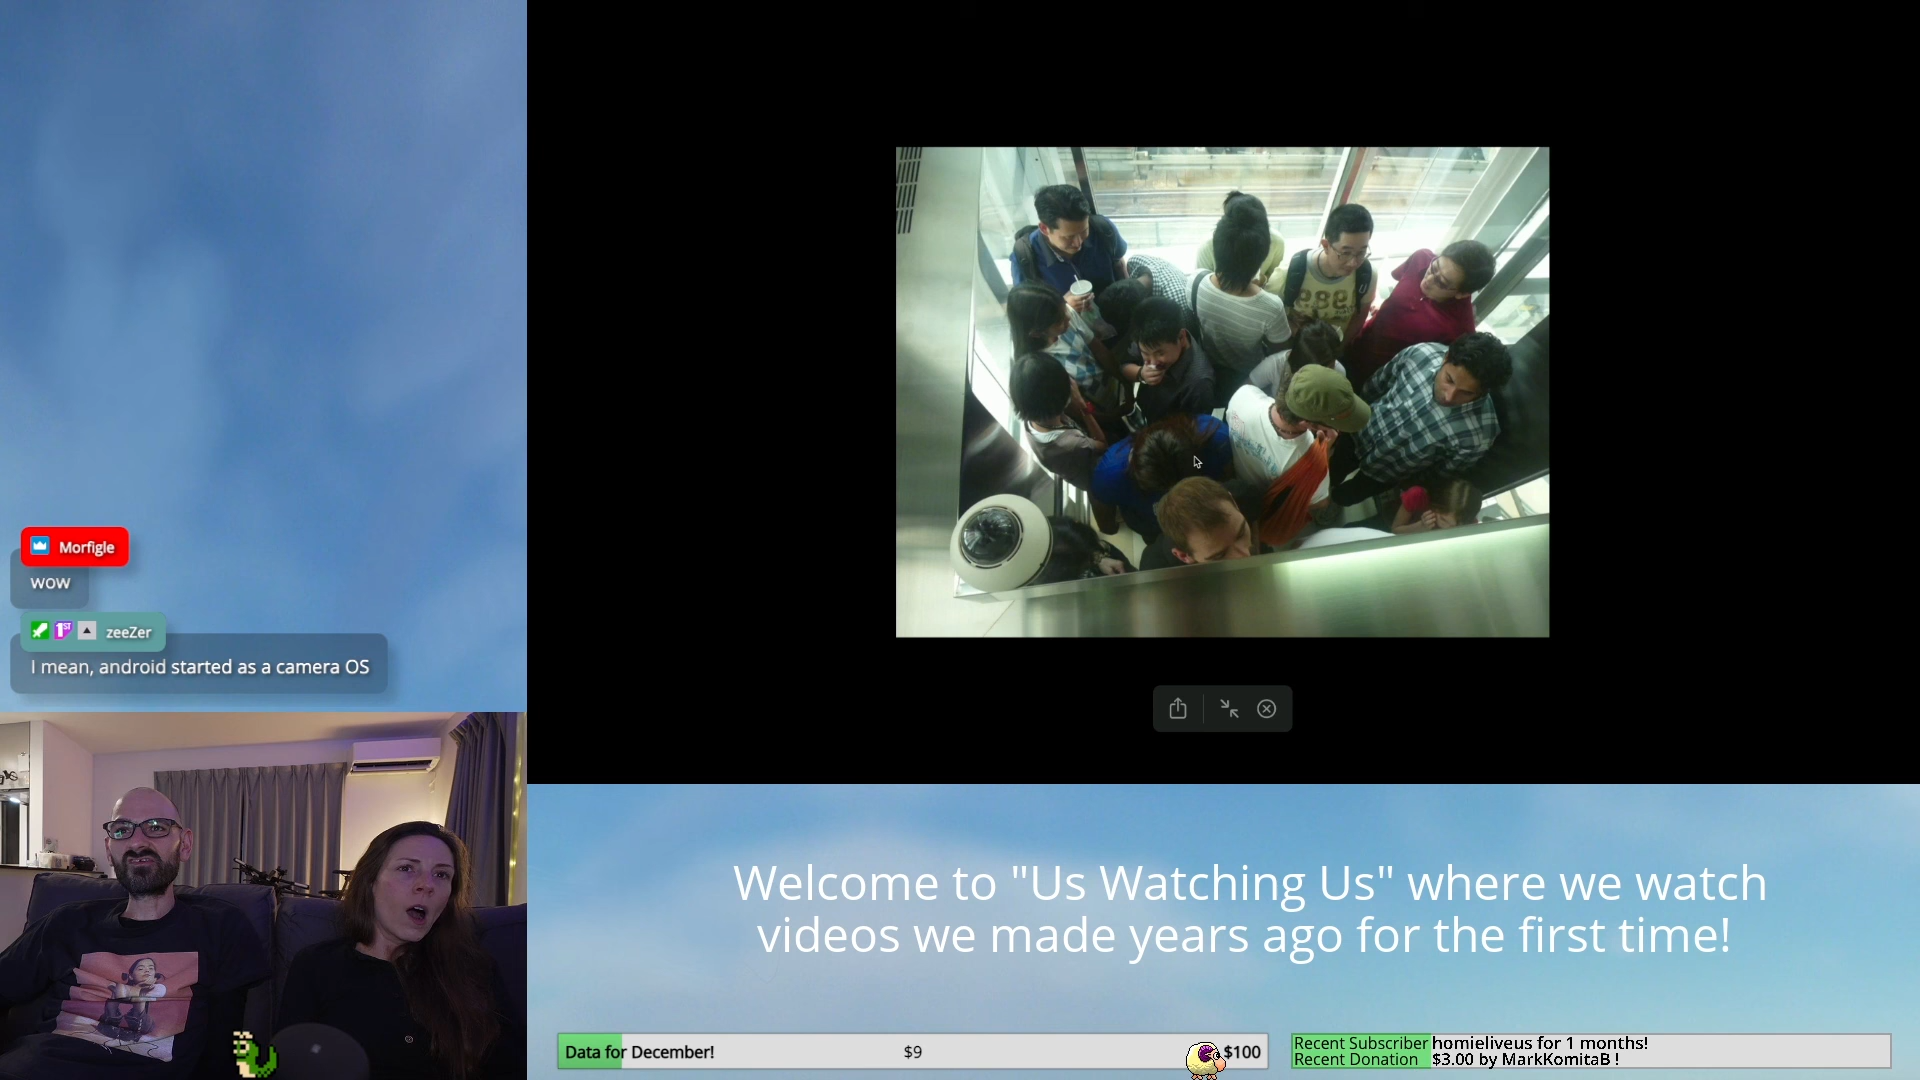 Morfigle
wow
1ST zeeZer
I mean, android started as a camera OS
Welcome to "Us Watching Us" where we watch
videos we made years ago for the first time!
Data for December! $9 $100
Recent Subscriber homieliveus for 1 months!
Recent Donation $3.00 by MarkKomitaB !